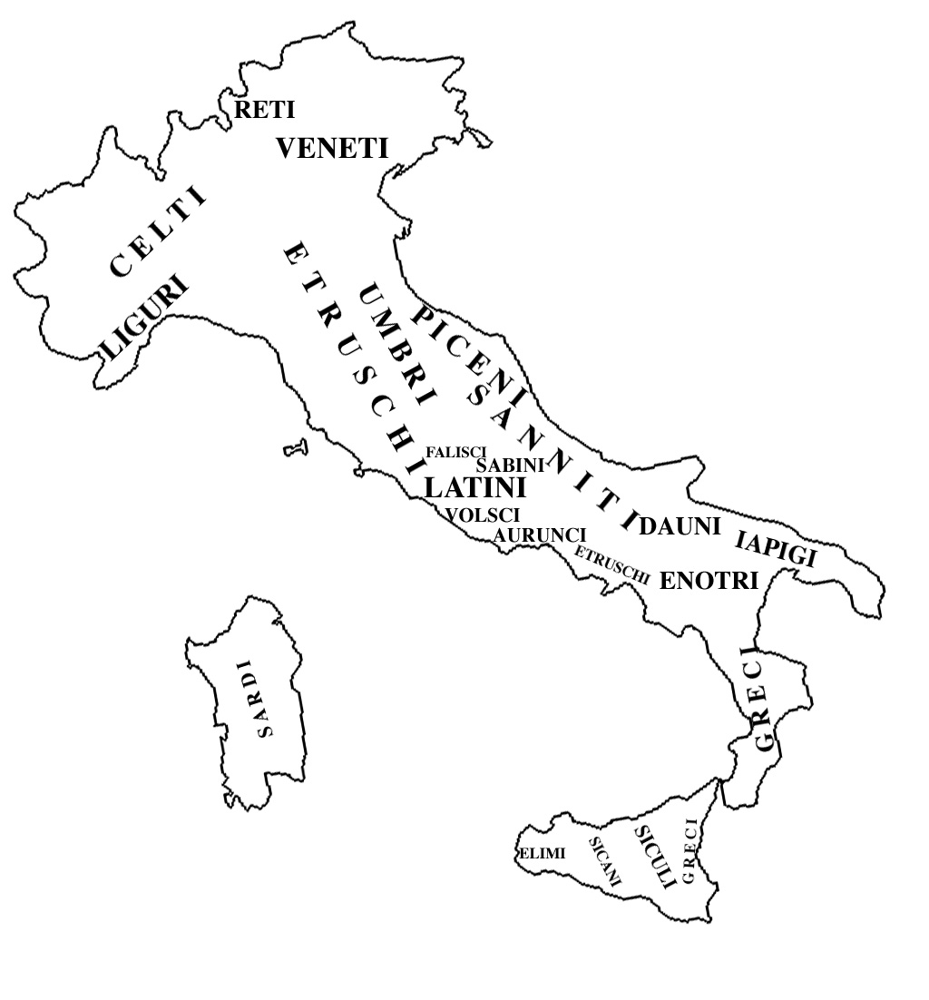 RETI
VENETI
CELTI
LIGURI
ETRUSCHI
UMBRI
PICENI
SANNITI
FALISCI
SABINI
LATINI
VOLSCI
AURUNCI
DAUNI
IAPIGI
ETRUSCHI
ENOTRI
GRECI
SARDI
ELIMI
SICANI
SICULI
GRECI